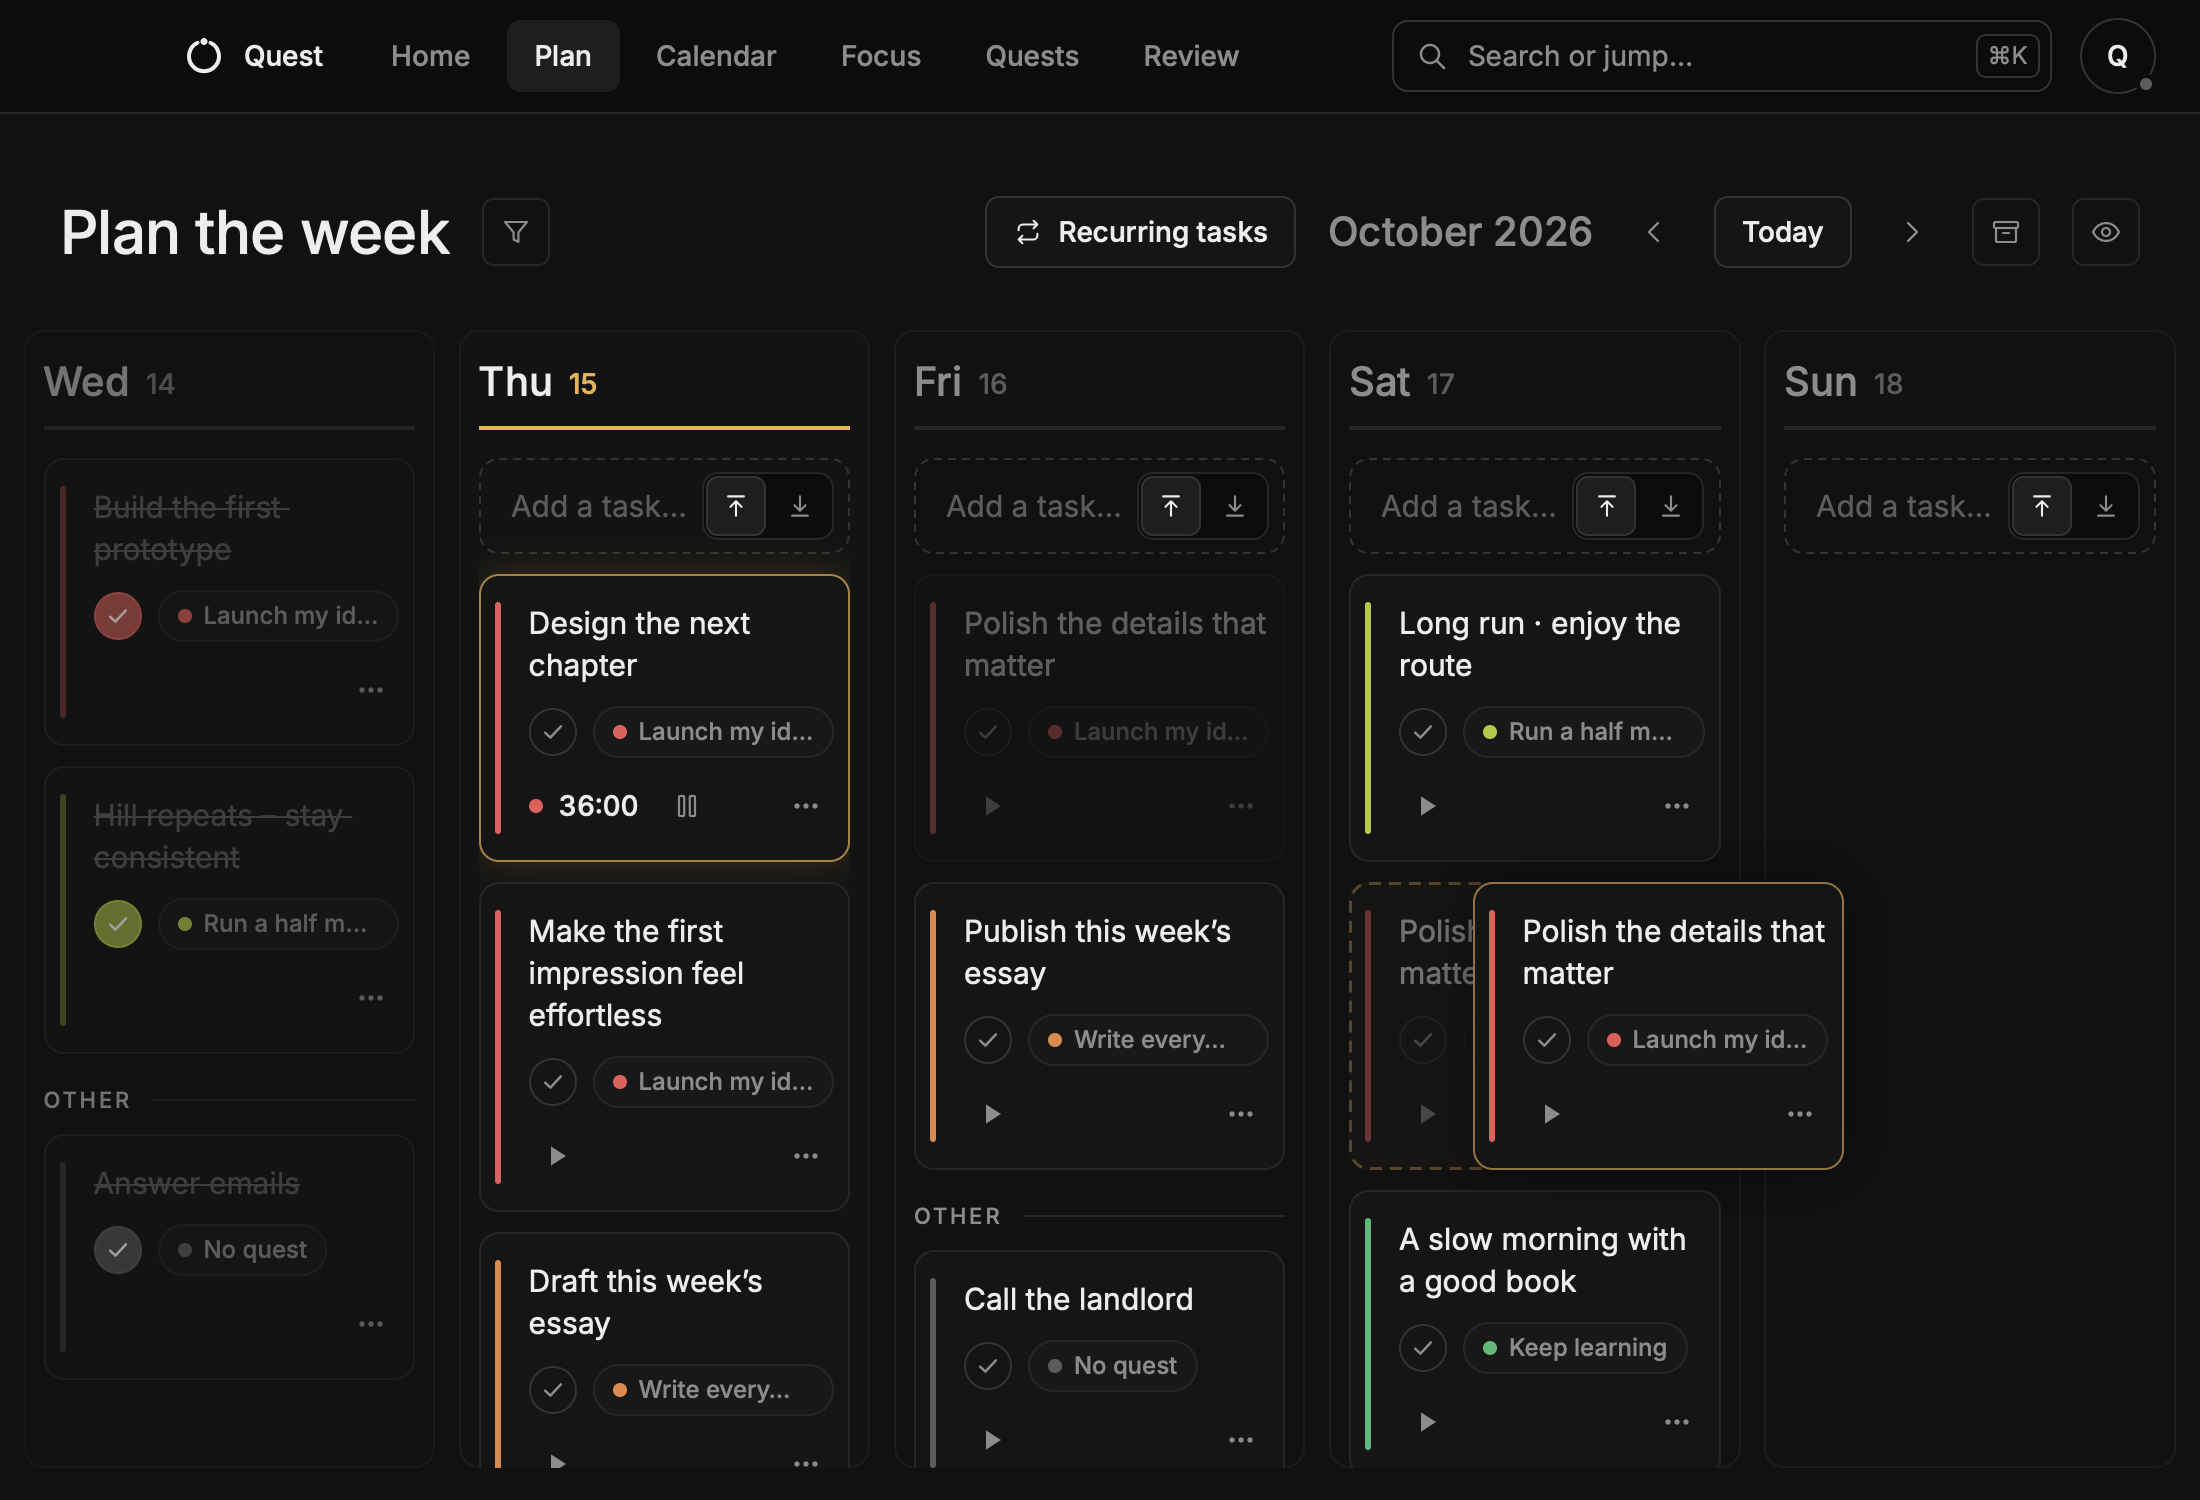 Quest
Home
Plan
Calendar
Focus
Quests
Review
Search or jump...
⌘K
Q
Plan the week
Recurring tasks
October 2026
Today
Wed 14
Build the first
prototype
Launch my id...
Hill repeats – stay
consistent
Run a half m...
OTHER
Answer emails
No quest
Thu 15
Add a task...
Design the next
chapter
Launch my id...
36:00
Make the first
impression feel
effortless
Launch my id...
Draft this week’s
essay
Write every...
Fri 16
Add a task...
Polish the details that
matter
Launch my id...
Publish this week’s
essay
Write every...
OTHER
Call the landlord
No quest
Sat 17
Add a task...
Long run · enjoy the
route
Run a half m...
Polish
matte
Polish the details that
matter
Launch my id...
A slow morning with
a good book
Keep learning
Sun 18
Add a task...